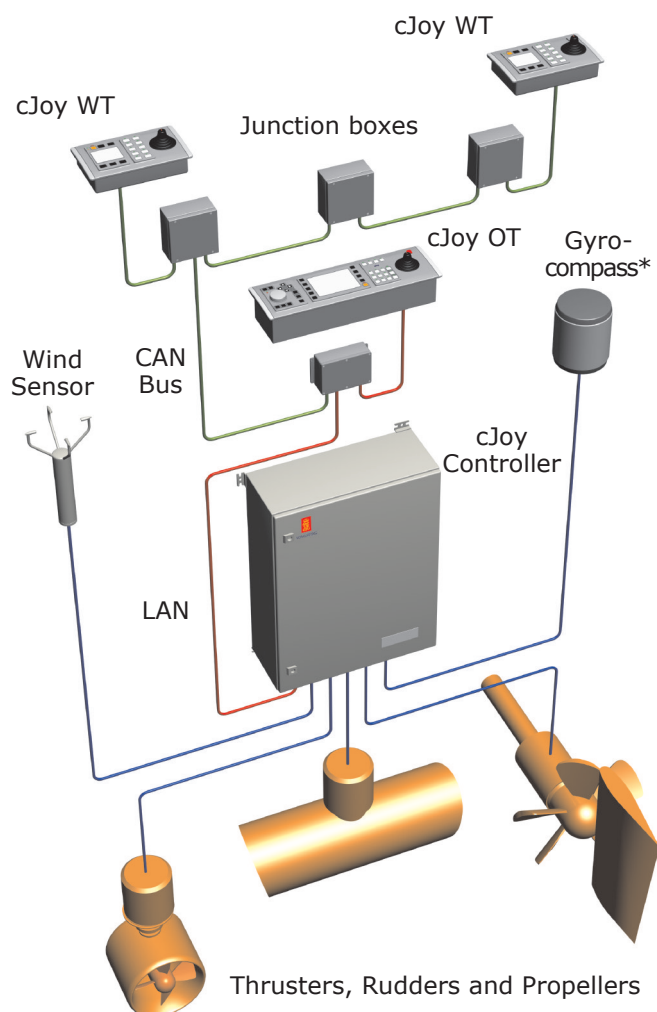 cJoy WT
cJoy WT
Junction boxes
cJoy OT
Gyro-
compass*
Wind
Sensor
CAN
Bus
cJoy
Controller
LAN
Thrusters, Rudders and Propellers